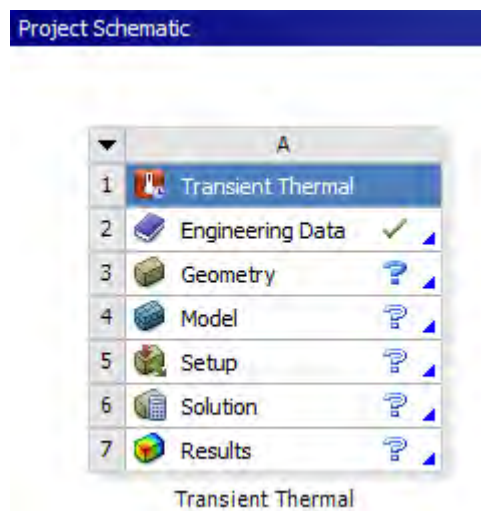 Project Schematic
A
1 Transient Thermal
2 Engineering Data
3 Geometry
4 Model
5 Setup
6 Solution
7 Results
Transient Thermal